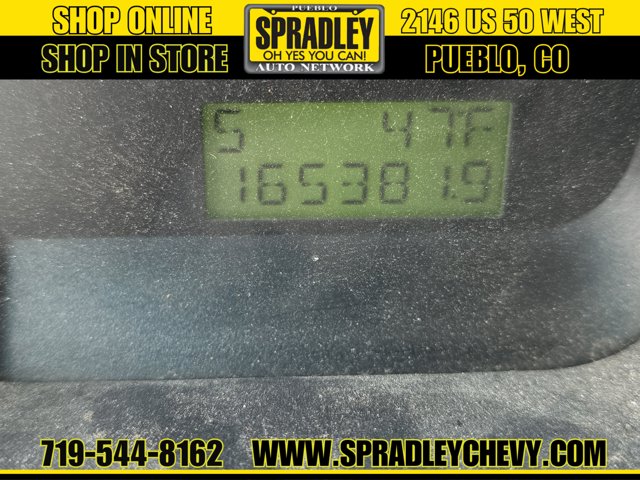 SHOP ONLINE
SHOP IN STORE
PUEBLO
SPRADLEY
OH YES YOU CAN!
AUTO NETWORK
2146 US 50 WEST
PUEBLO, CO
S 47F
165381.9
719-544-8162 WWW.SPRADLEYCHEVY.COM